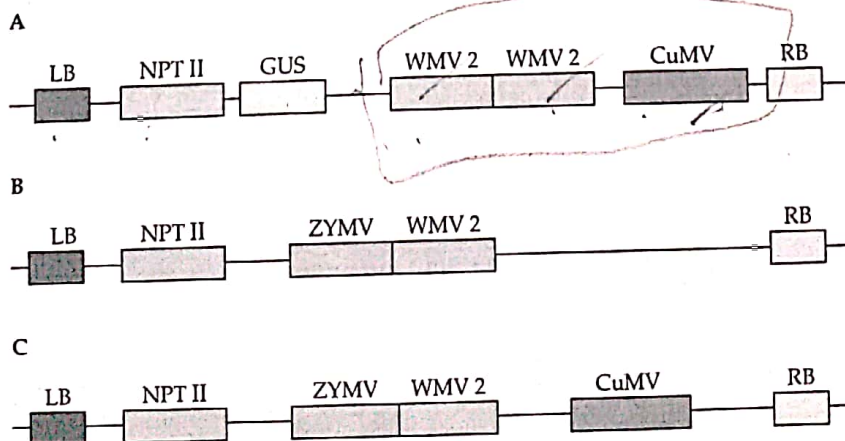 A
LB NPT II GUS WMV 2 WMV 2 CuMV RB
B
LB NPT II ZYMV WMV 2 RB
C
LB NPT II ZYMV WMV 2 CuMV RB